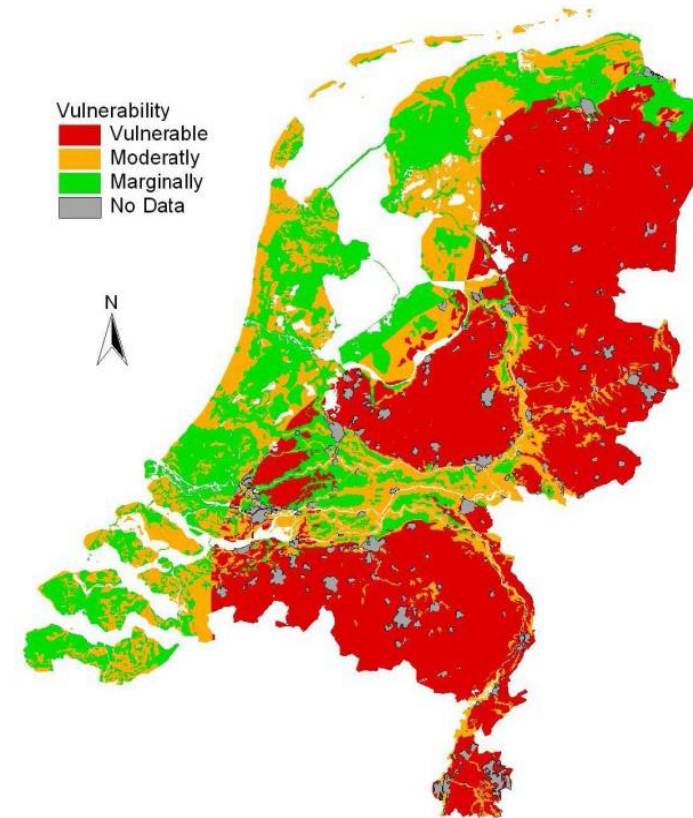 Vulnerability
Vulnerable
Moderatly
Marginally
No Data
N